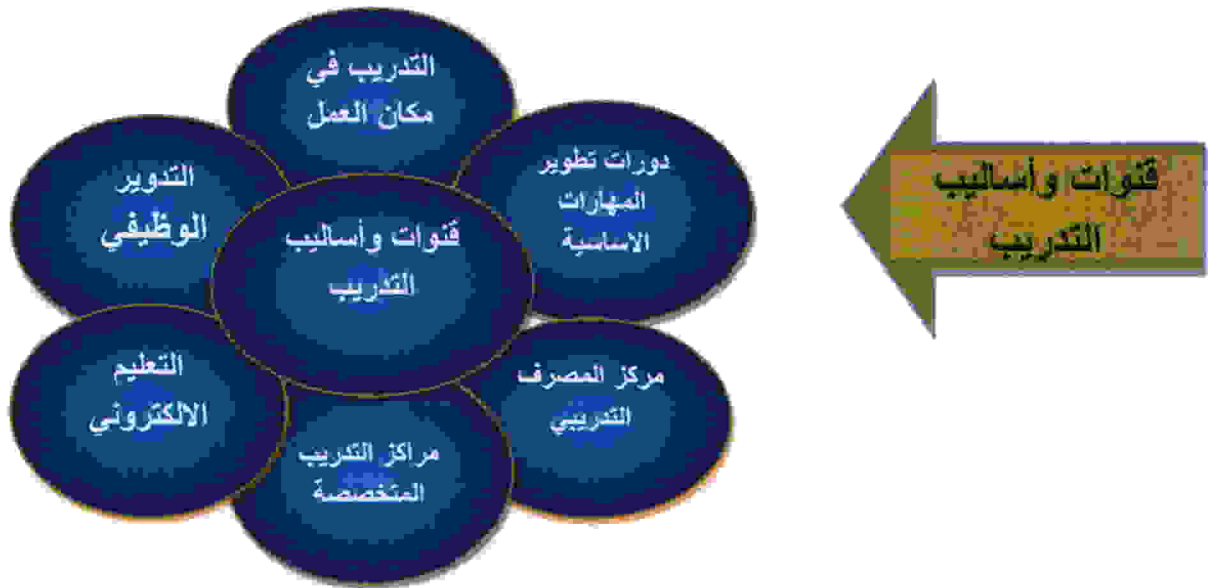 التدريب في
مكان العمل
دورات تطوير
المهارات
الاساسية
مركز المصرف
التدريبي
مراكز التدريب
المتخصصة
التعليم
الالكتروني
التدوير
الوظيفي
قنوات وأساليب
التدريب
قنوات وأساليب
التدريب